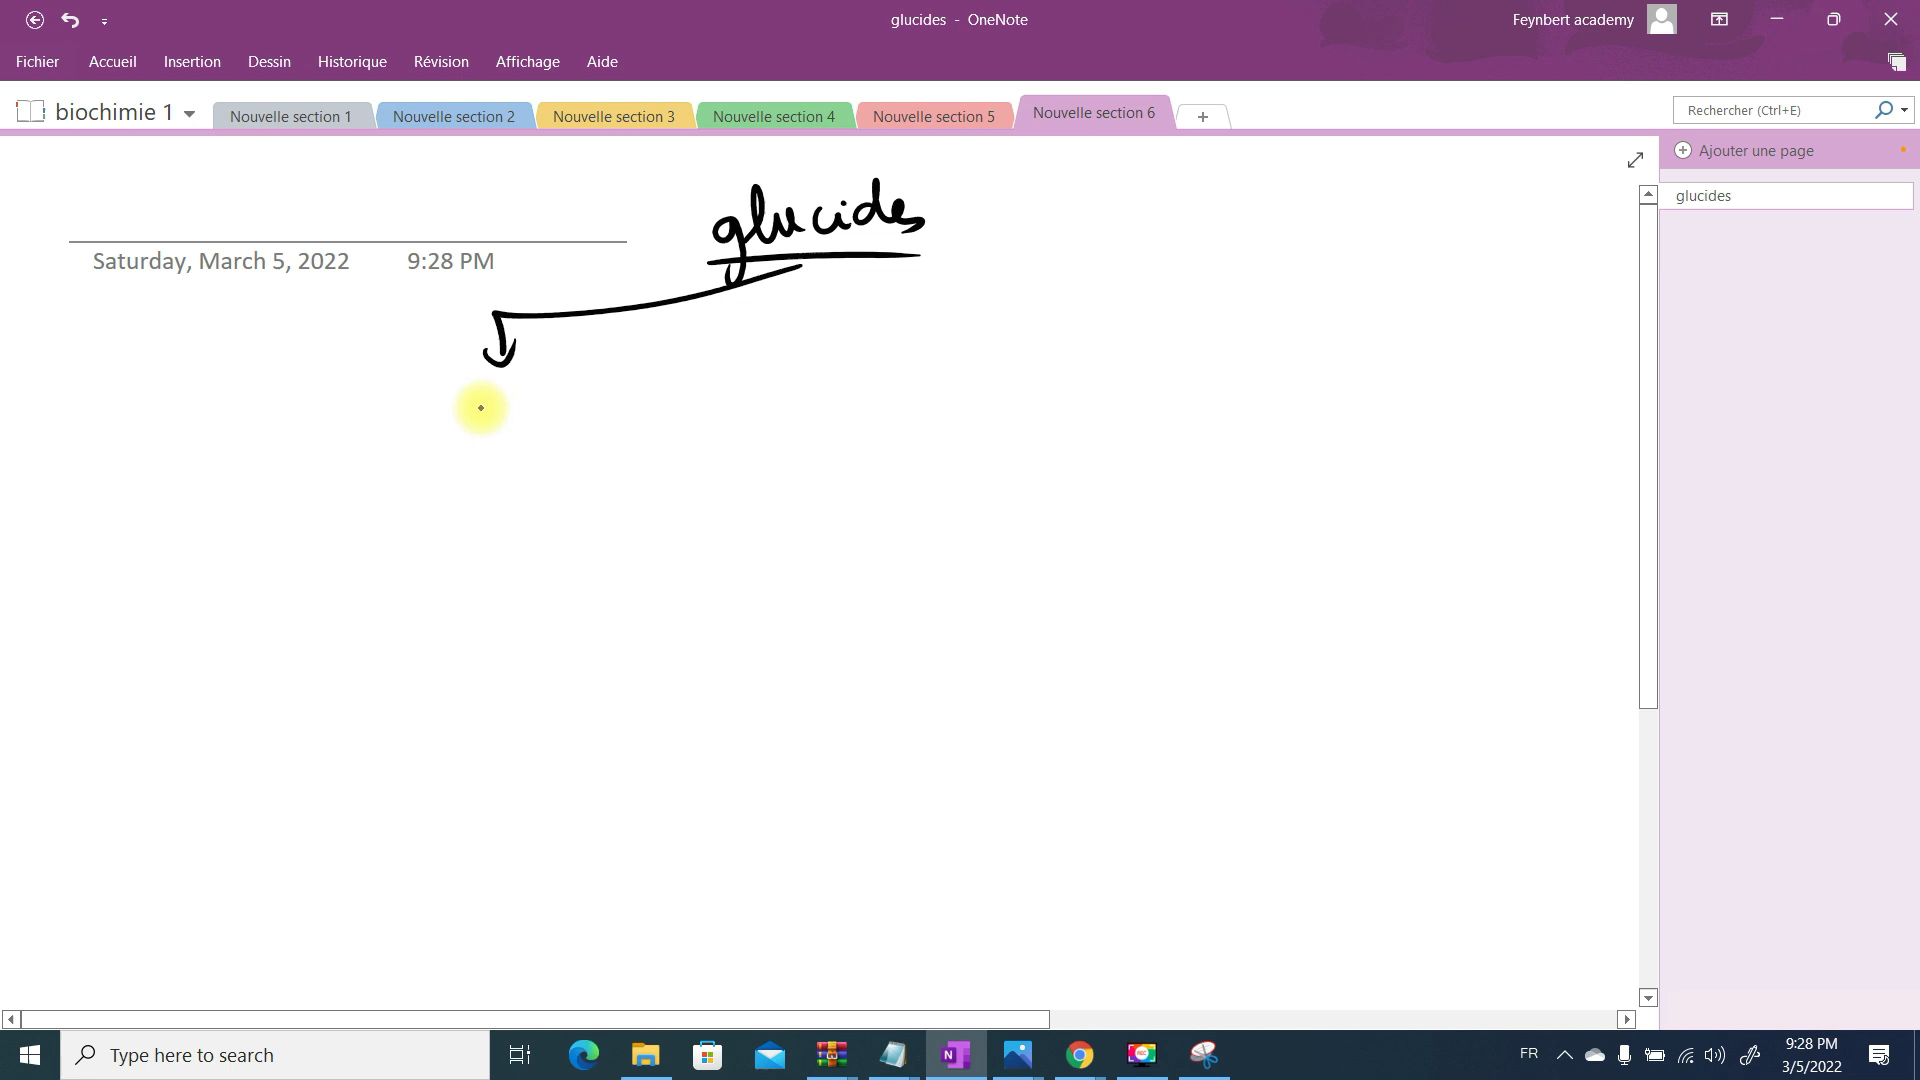 glucides - OneNote
Feynbert academy
Fichier Accueil Insertion Dessin Historique Révision Affichage Aide
biochimie 1
Nouvelle section 1 Nouvelle section 2 Nouvelle section 3 Nouvelle section 4 Nouvelle section 5 Nouvelle section 6 +
Rechercher (Ctrl+E)
Ajouter une page
glucides
glucides
Saturday, March 5, 2022 9:28 PM
Type here to search
FR
9:28 PM
3/5/2022